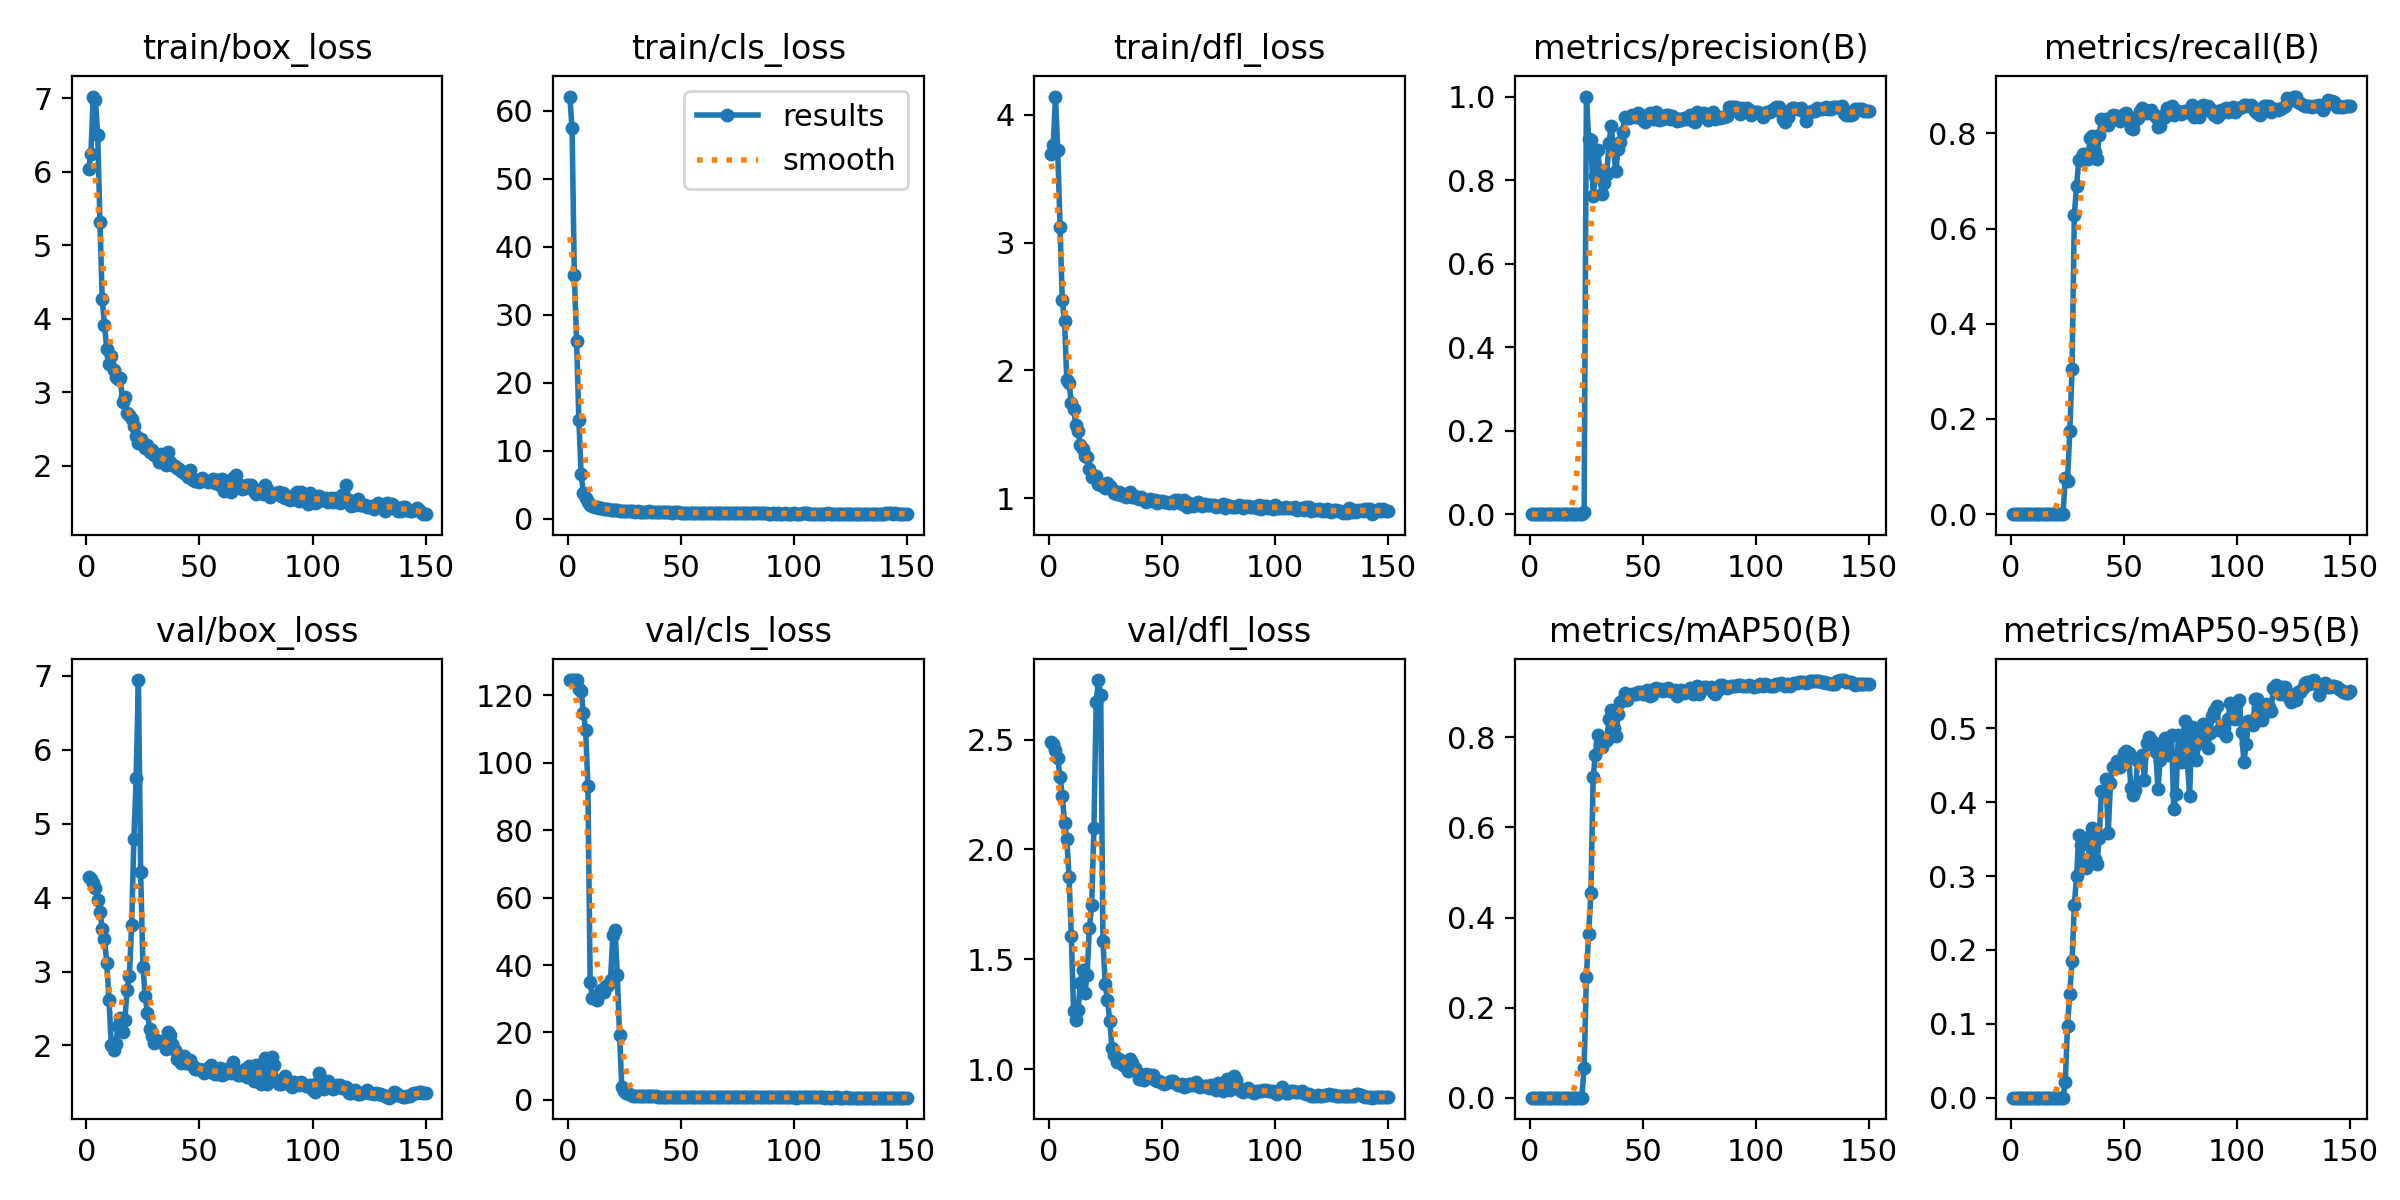 train/box_loss
7
6
5
4
3
2
0 50 100 150
train/cls_loss
results
smooth
60
50
40
30
20
10
0
0 50 100 150
train/dfl_loss
4
3
2
1
0 50 100 150
metrics/precision(B)
1.0
0.8
0.6
0.4
0.2
0.0
0 50 100 150
metrics/recall(B)
0.8
0.6
0.4
0.2
0.0
0 50 100 150
val/box_loss
7
6
5
4
3
2
0 50 100 150
val/cls_loss
120
100
80
60
40
20
0
0 50 100 150
val/dfl_loss
2.5
2.0
1.5
1.0
0 50 100 150
metrics/mAP50(B)
0.8
0.6
0.4
0.2
0.0
0 50 100 150
metrics/mAP50-95(B)
0.5
0.4
0.3
0.2
0.1
0.0
0 50 100 150